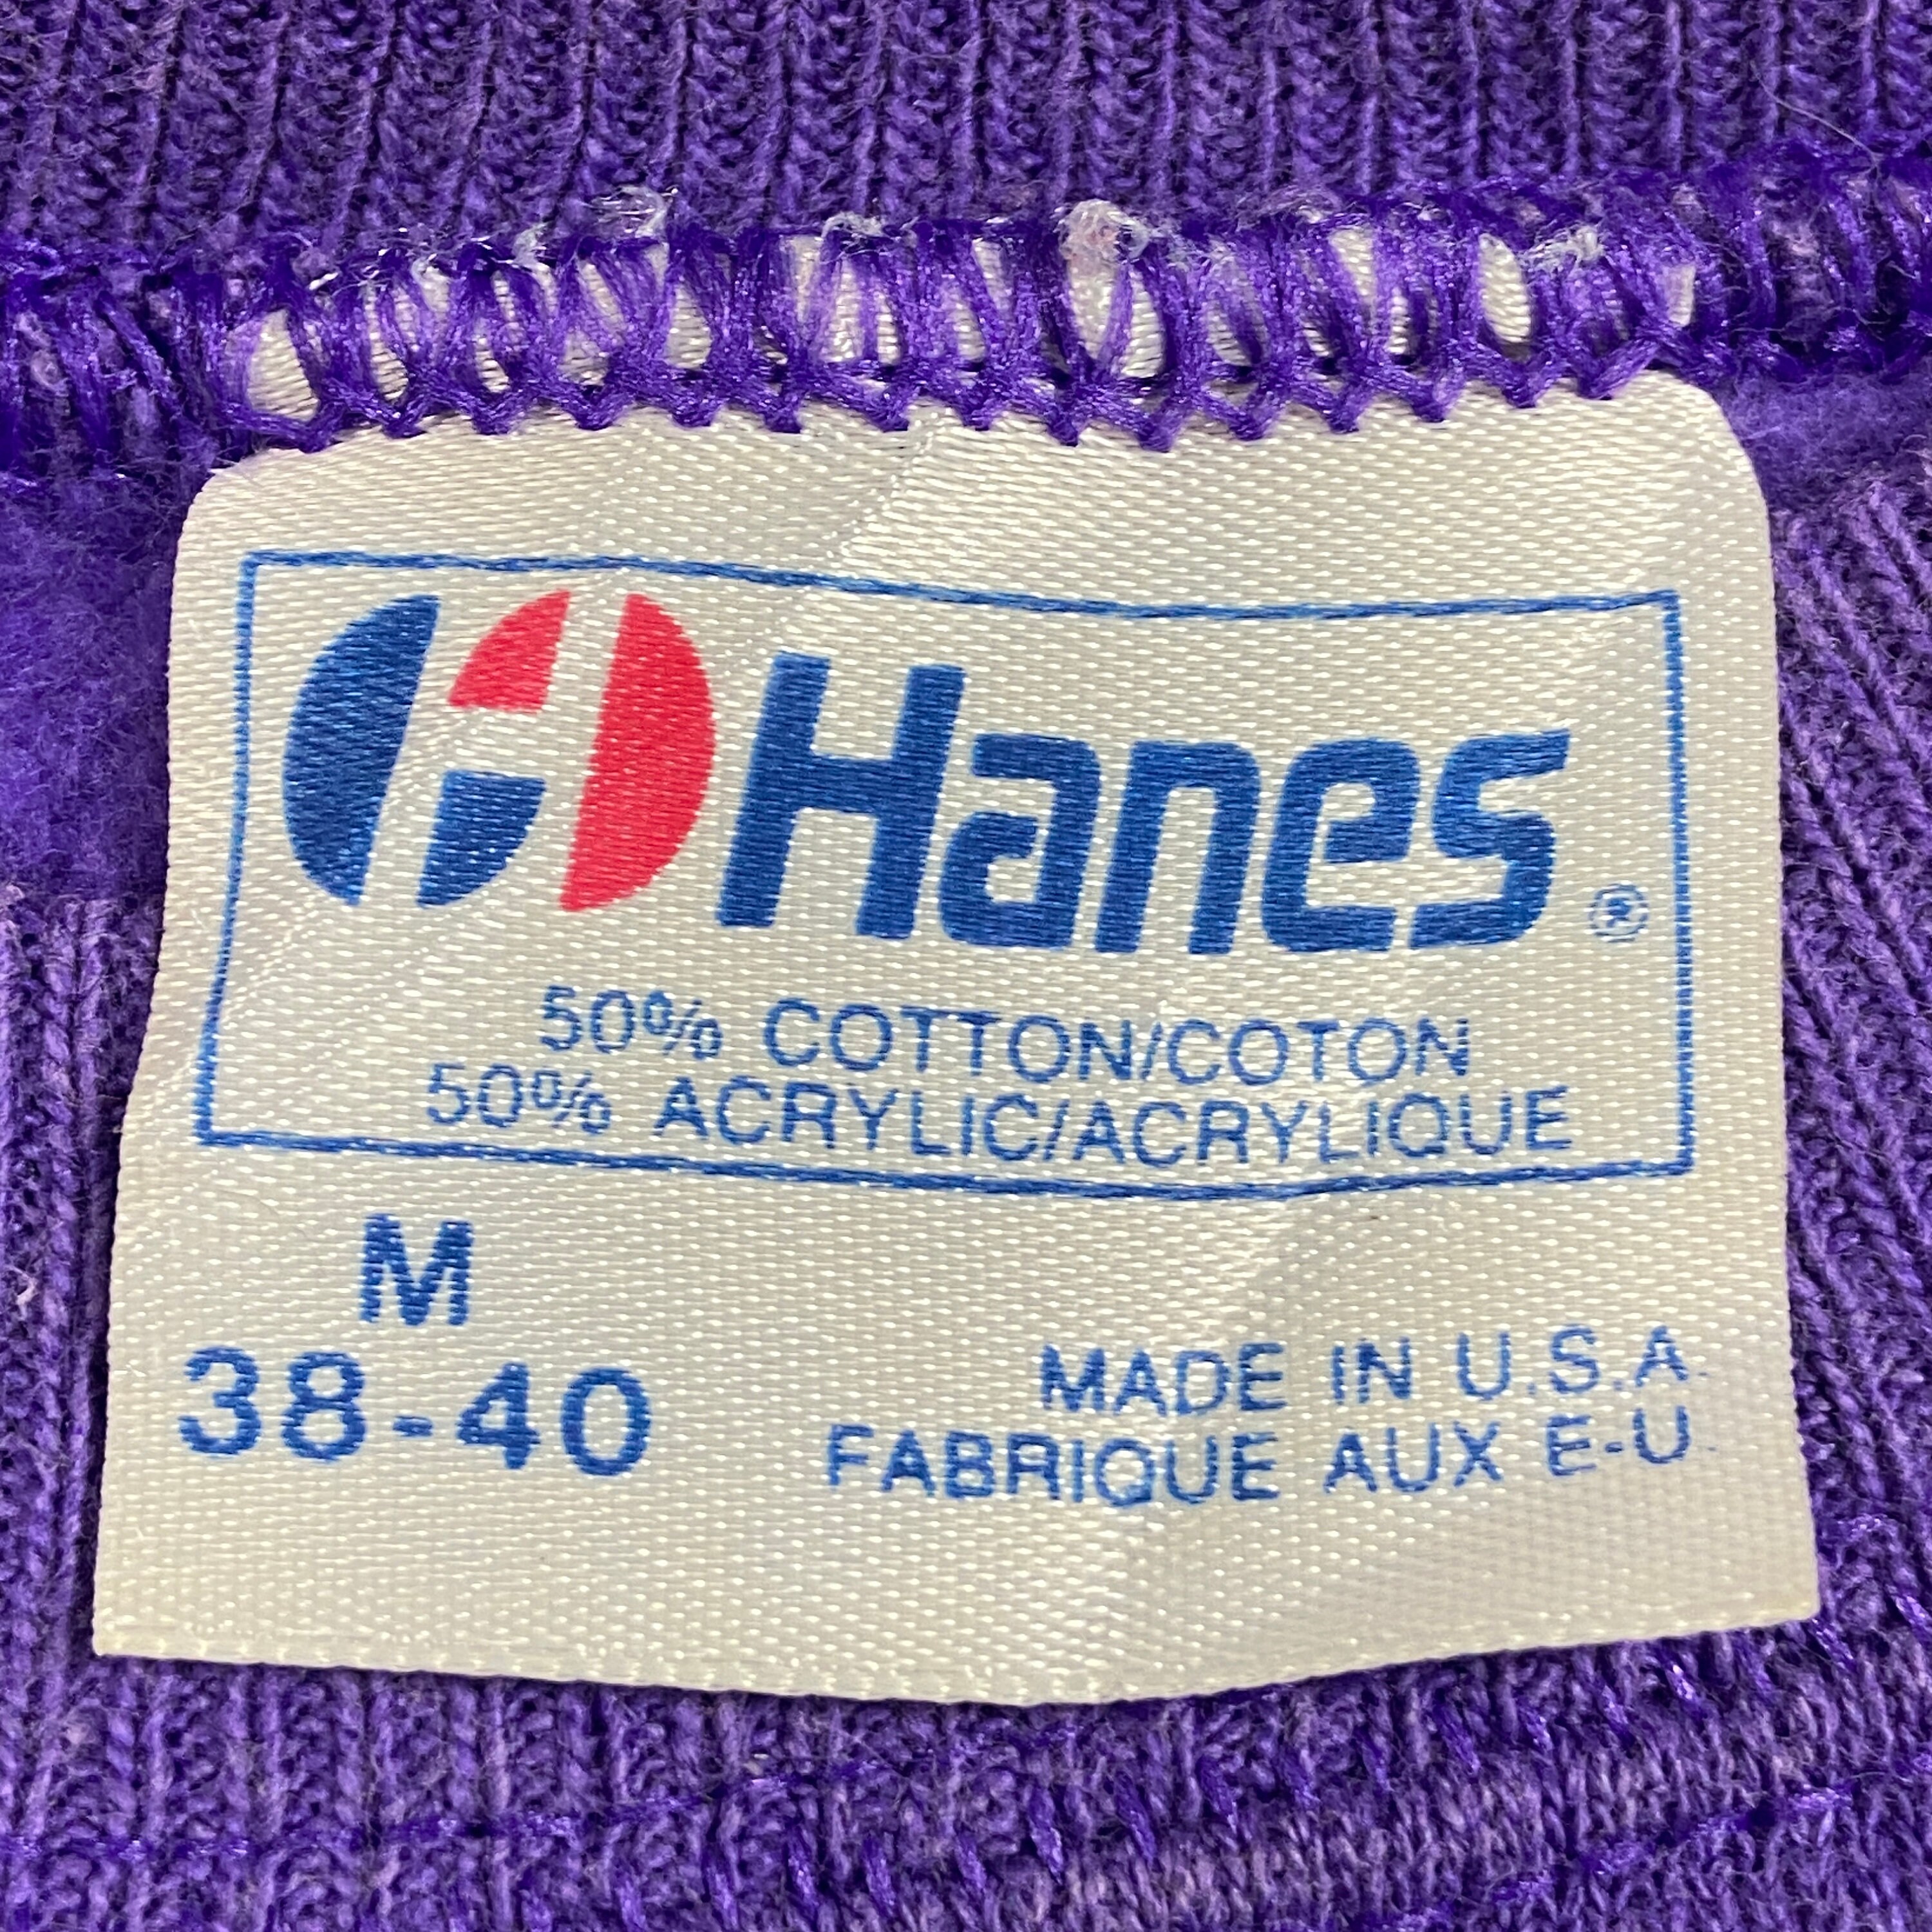 Hanes®
50% COTTON/COTON
50% ACRYLIC/ACRYLIQUE
M
38-40
MADE IN U.S.A.
FABRIQUE AUX E-U.